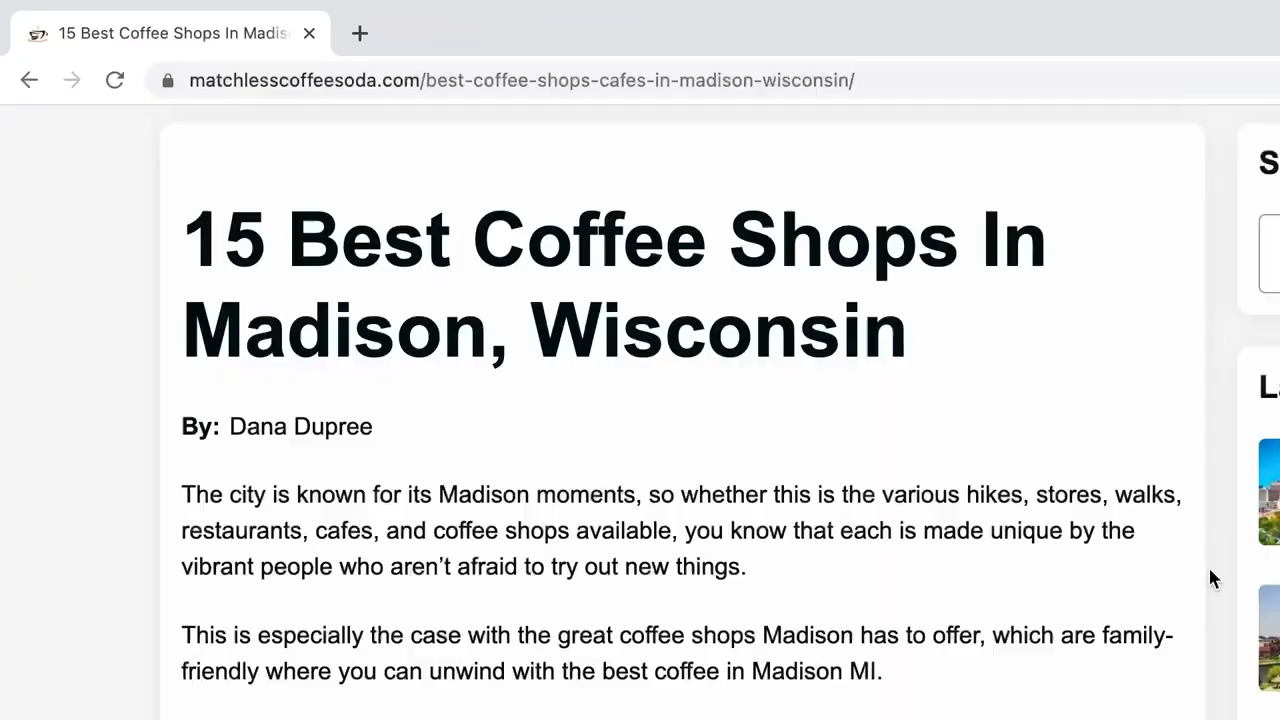 15 Best Coffee Shops In Madis
matchlesscoffeesoda.com/best-coffee-shops-cafes-in-madison-wisconsin/
15 Best Coffee Shops In
Madison, Wisconsin
By: Dana Dupree
The city is known for its Madison moments, so whether this is the various hikes, stores, walks,
restaurants, cafes, and coffee shops available, you know that each is made unique by the
vibrant people who aren’t afraid to try out new things.
This is especially the case with the great coffee shops Madison has to offer, which are family-
friendly where you can unwind with the best coffee in Madison MI.